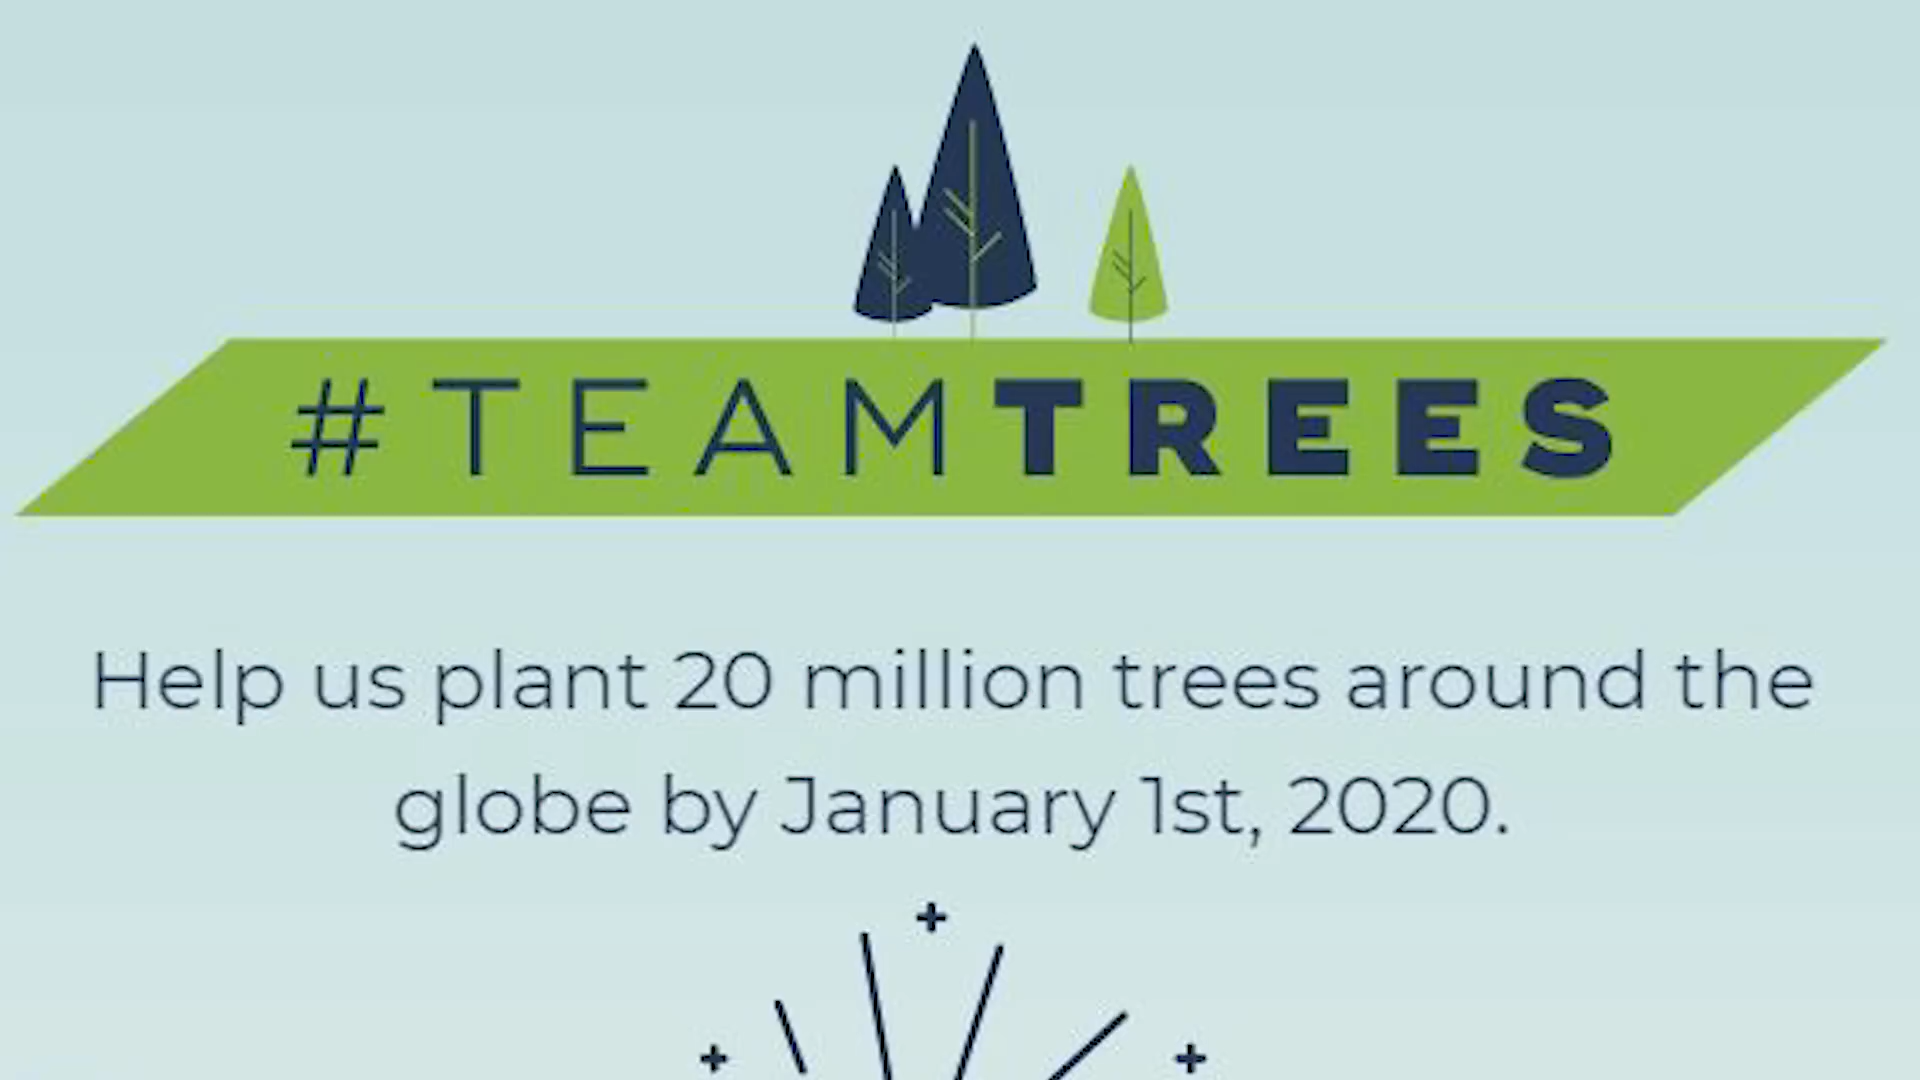 #TEAMTREES
Help us plant 20 million trees around the
globe by January 1st, 2020.